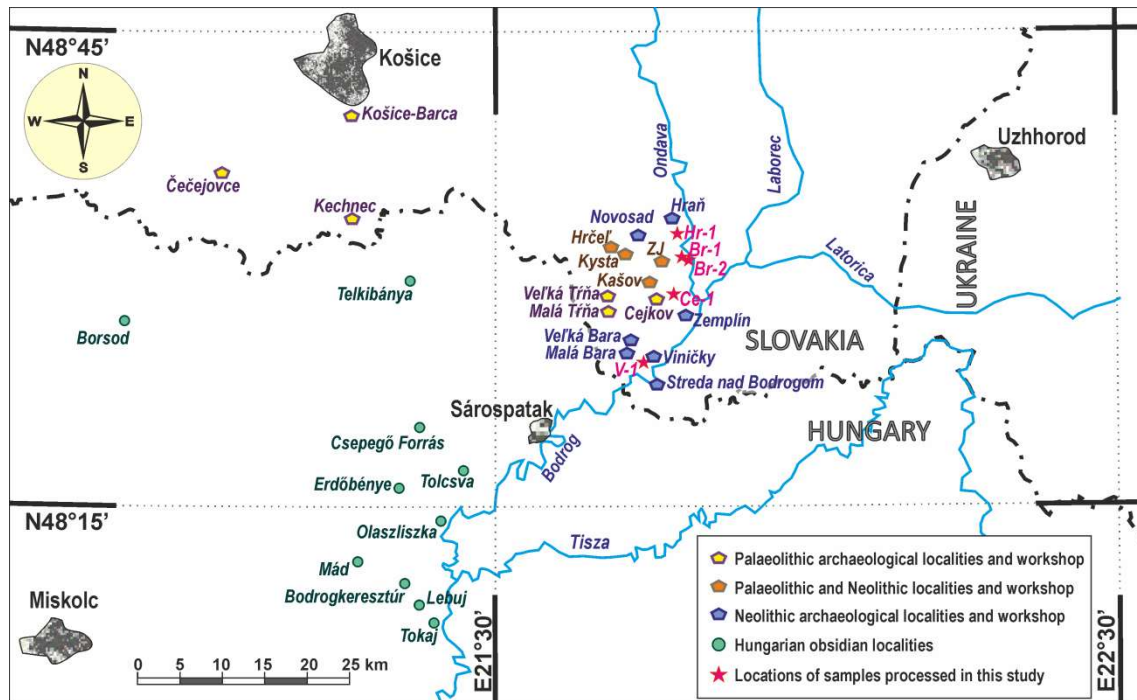 N48°45'
Košice
N
W
E
S
Košice-Barca
Čečejovce
Kechnec
Ondava
Laborec
Uzhhorod
UKRAINE
Hraň
Novosad
Hr-1
Hrčeľ
ZJ
Br-1
Kysta
Br-2
Kašov
Latorica
Telkibánya
Veľká Tŕňa
Ce-1
Malá Tŕňa
Cejkov
Zemplín
Borsod
SLOVAKIA
Veľká Bara
Malá Bara
Viničky
V-1
Streda nad Bodrogom
Sárospatak
HUNGARY
Csepegő Forrás
Bodrog
Tolcsva
Erdőbénye
N48°15'
Olaszliszka
Tisza
Mád
Bodrogkeresztúr
Lebuj
Tokaj
Miskolc
0 5 10 15 20 25 km
E21°30'
E22°30'
Palaeolithic archaeological localities and workshop
Palaeolithic and Neolithic localities and workshop
Neolithic archaeological localities and workshop
Hungarian obsidian localities
Locations of samples processed in this study